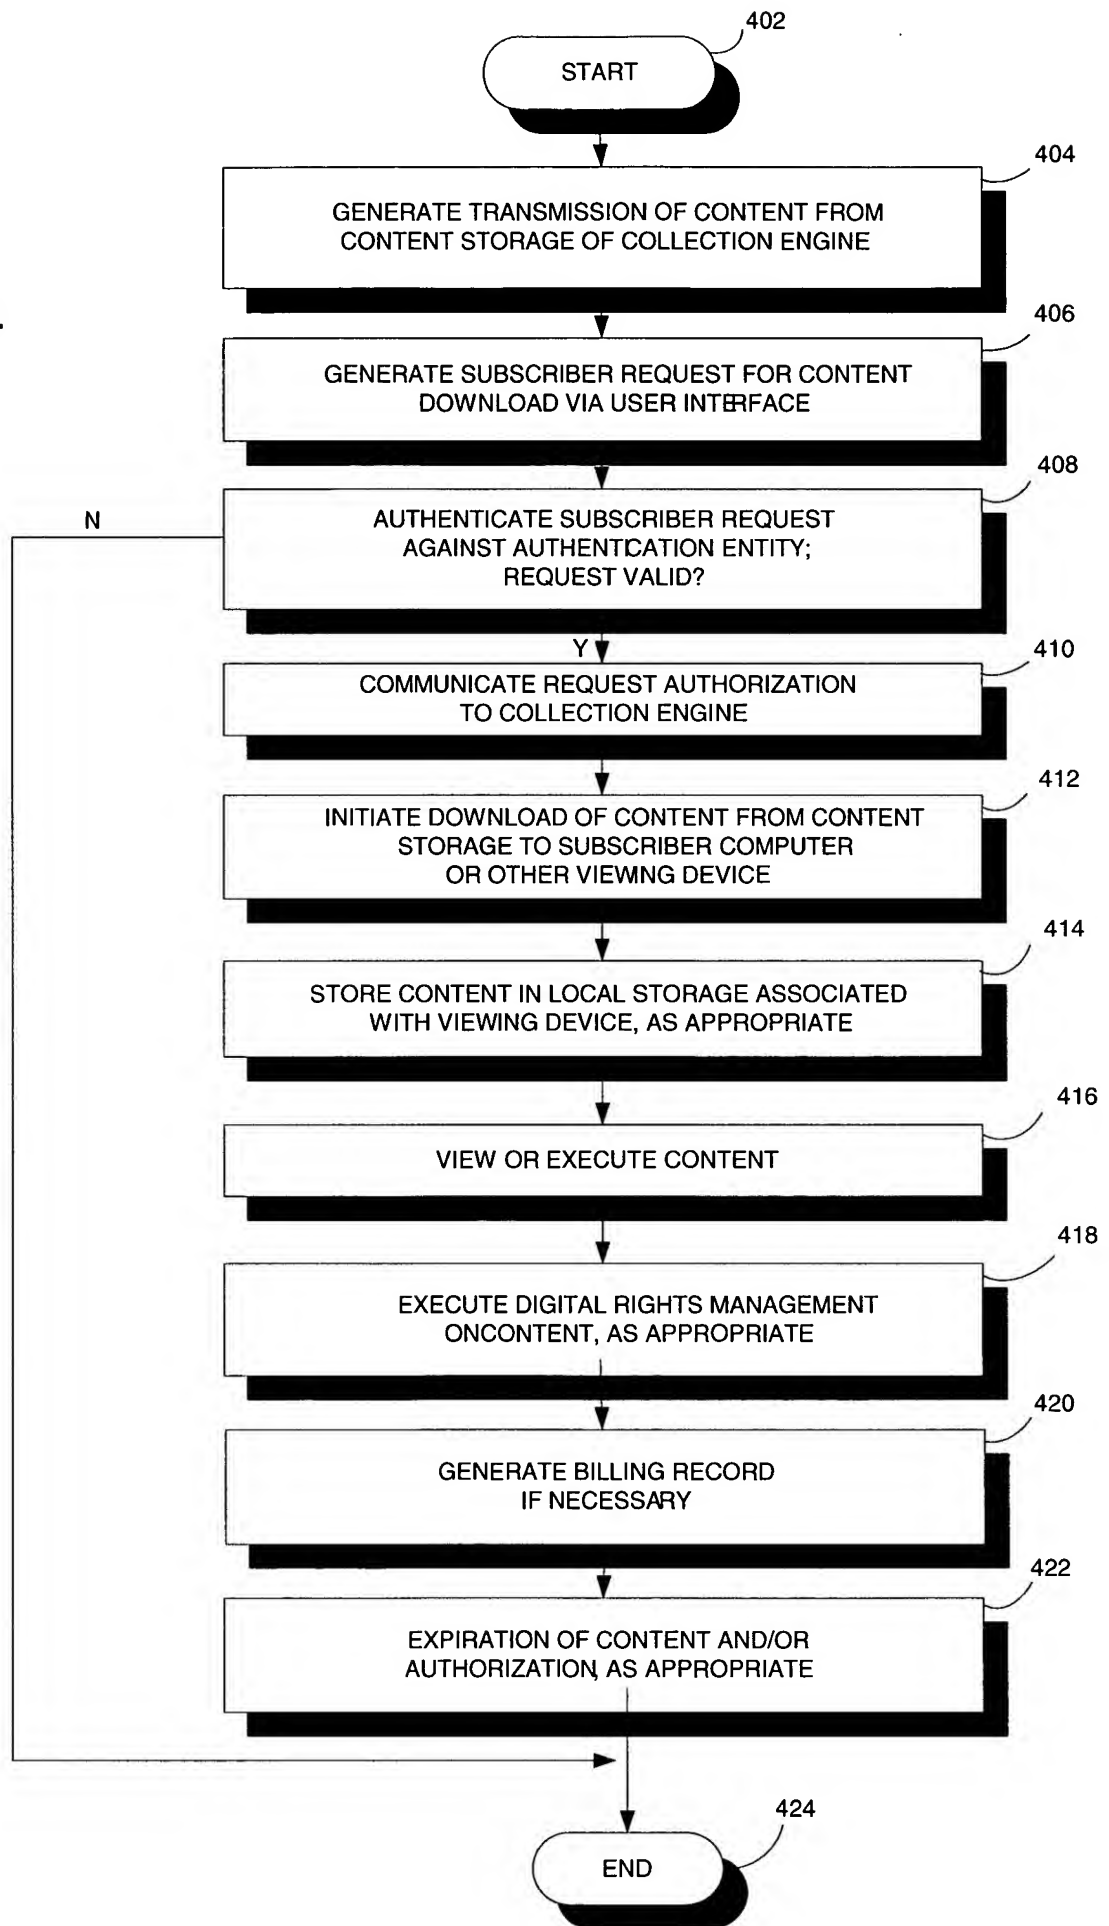 402
START
404
GENERATE TRANSMISSION OF CONTENT FROM
CONTENT STORAGE OF COLLECTION ENGINE
406
GENERATE SUBSCRIBER REQUEST FOR CONTENT
DOWNLOAD VIA USER INTERFACE
408
N
AUTHENTICATE SUBSCRIBER REQUEST
AGAINST AUTHENTICATION ENTITY;
REQUEST VALID?
Y
410
COMMUNICATE REQUEST AUTHORIZATION
TO COLLECTION ENGINE
412
INITIATE DOWNLOAD OF CONTENT FROM CONTENT
STORAGE TO SUBSCRIBER COMPUTER
OR OTHER VIEWING DEVICE
414
STORE CONTENT IN LOCAL STORAGE ASSOCIATED
WITH VIEWING DEVICE, AS APPROPRIATE
416
VIEW OR EXECUTE CONTENT
418
EXECUTE DIGITAL RIGHTS MANAGEMENT
ONCONTENT, AS APPROPRIATE
420
GENERATE BILLING RECORD
IF NECESSARY
422
EXPIRATION OF CONTENT AND/OR
AUTHORIZATION, AS APPROPRIATE
424
END